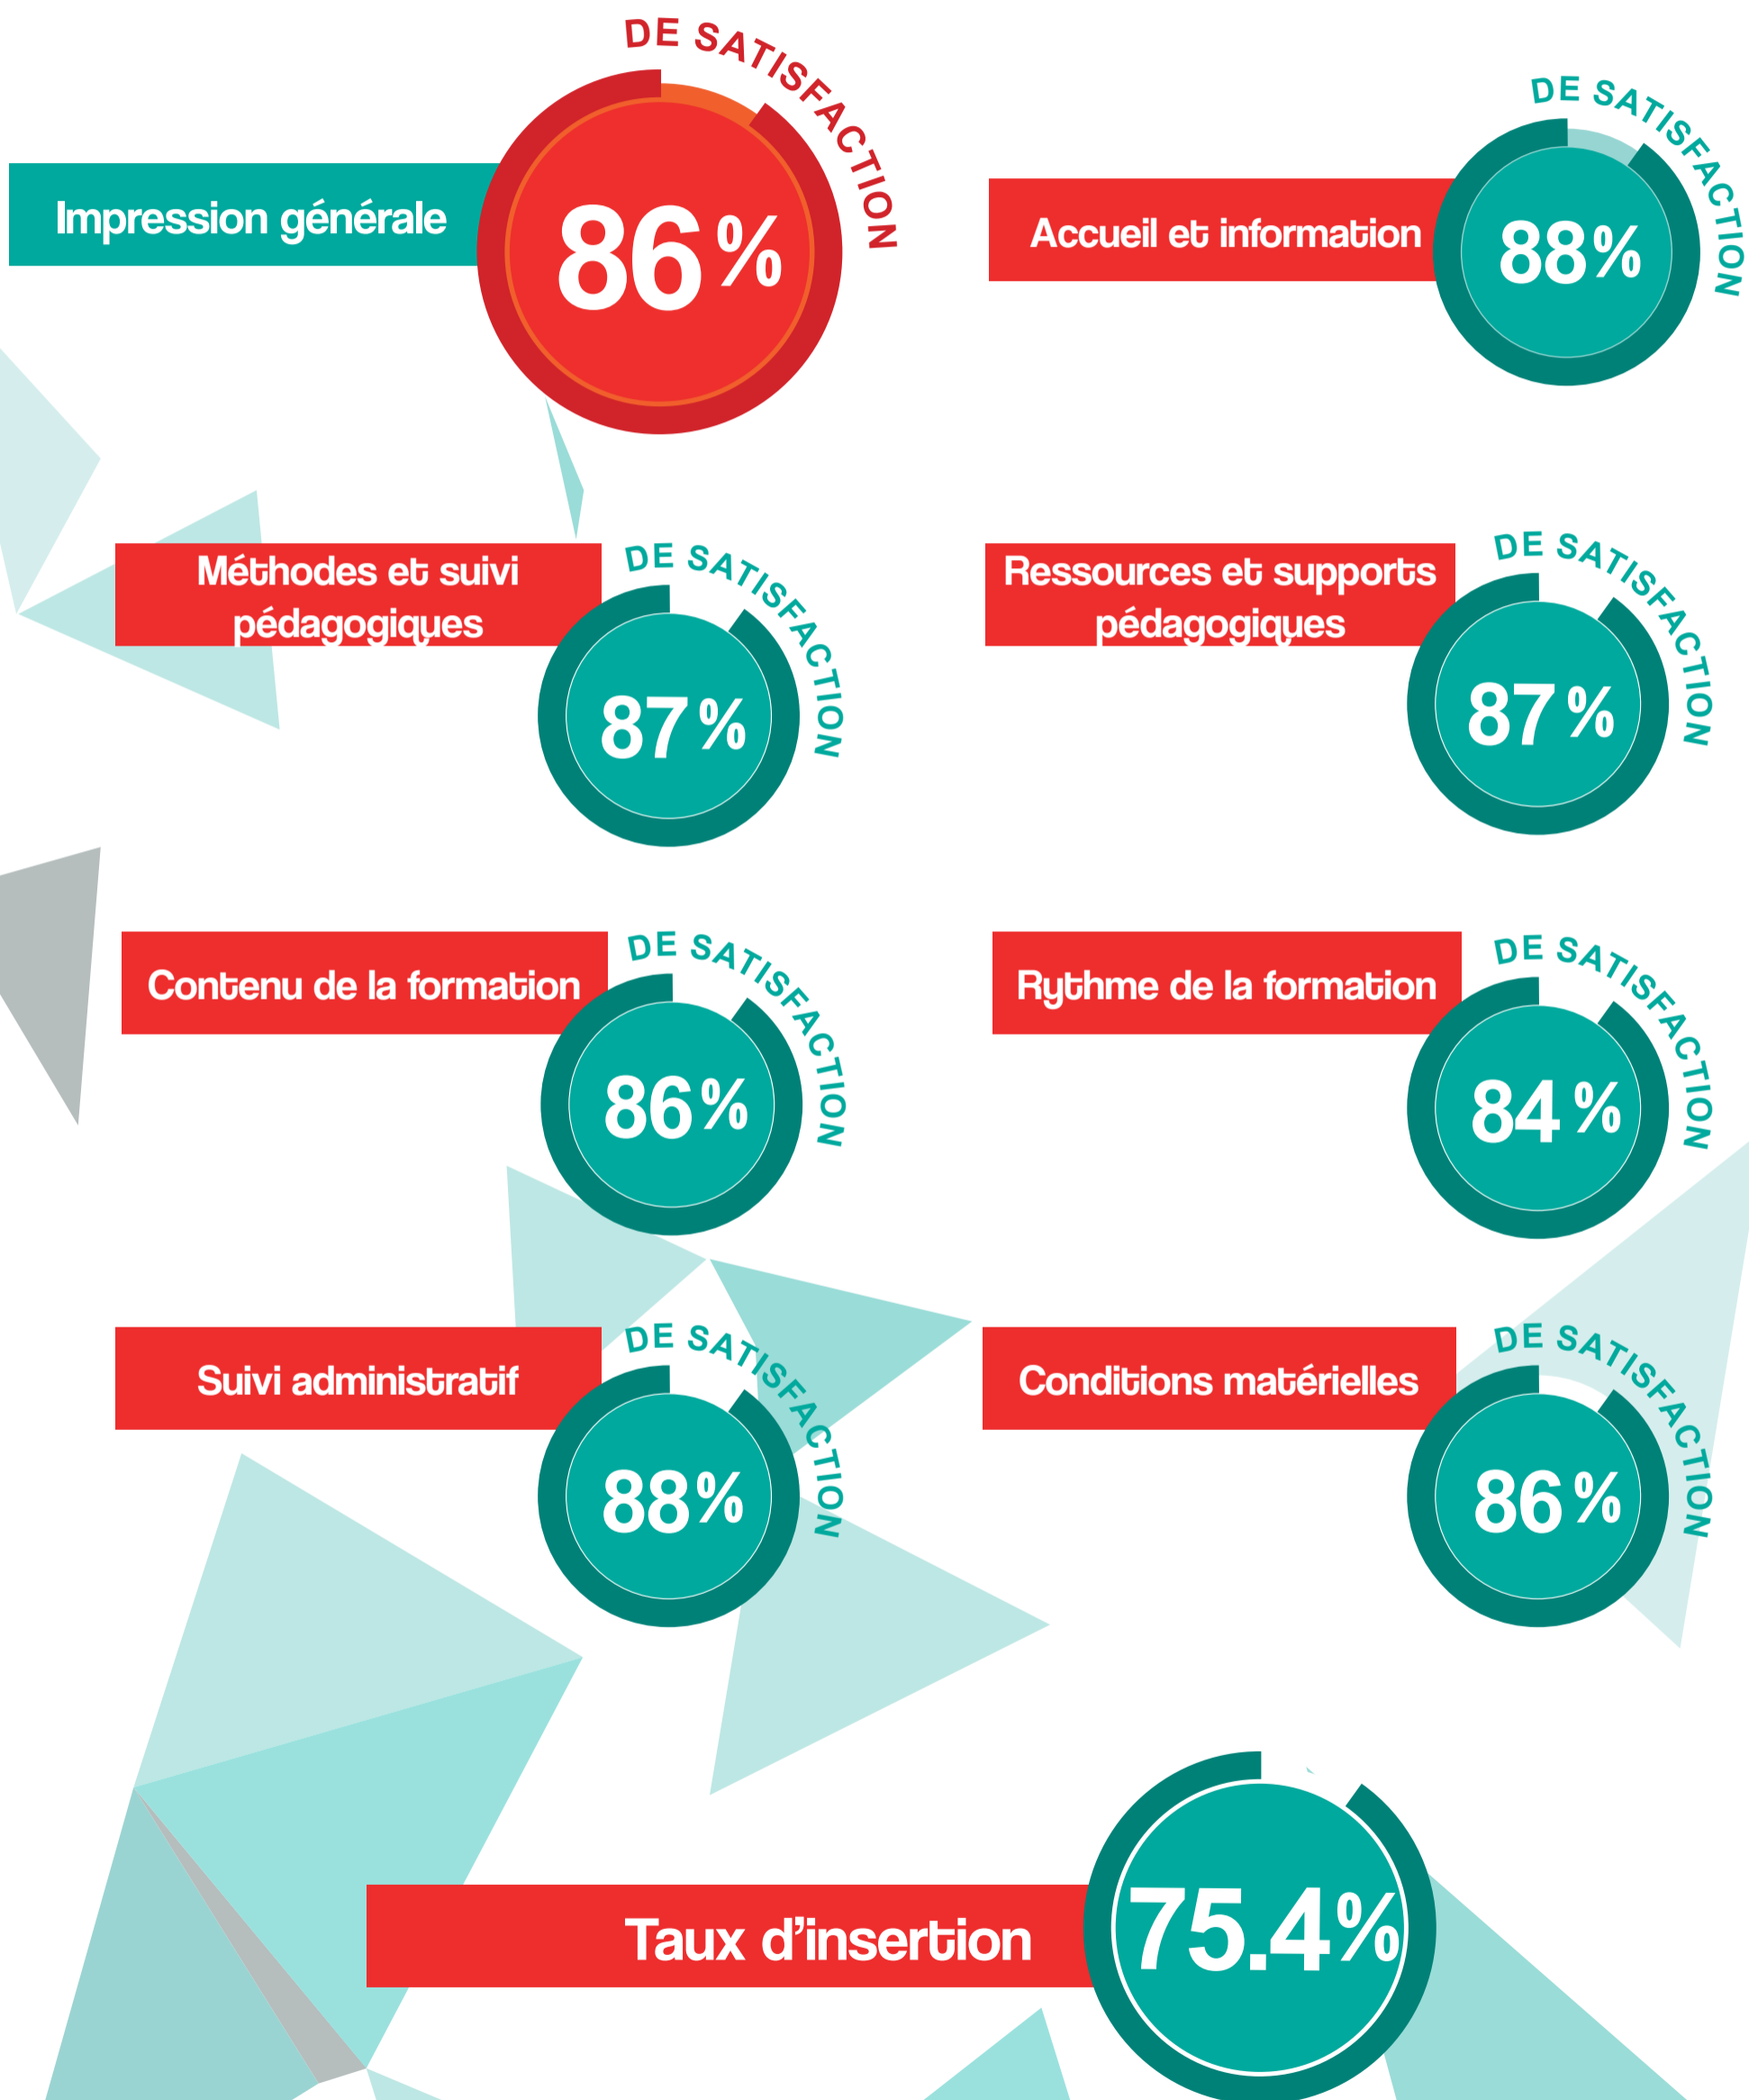 DE SATISFACTION
Impression générale
86%
DE SATISFACTION
Accueil et information
88%
DE SATISFACTION
Méthodes et suivi
pédagogiques
87%
DE SATISFACTION
Ressources et supports
pédagogiques
87%
DE SATISFACTION
Contenu de la formation
86%
DE SATISFACTION
Rythme de la formation
84%
DE SATISFACTION
Suivi administratif
88%
DE SATISFACTION
Conditions matérielles
86%
Taux d'insertion
75.4%